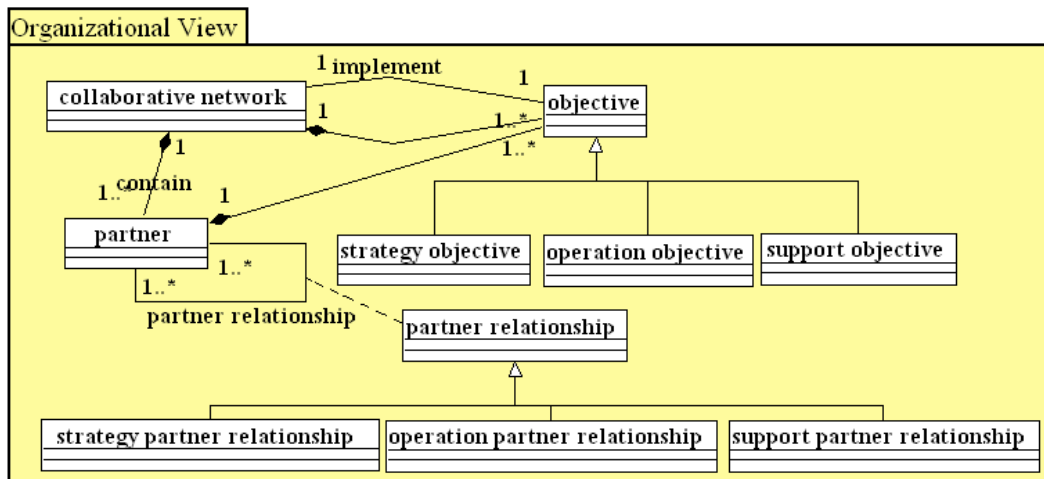 Organizational View
1 implement
1
collaborative network
objective
1
1..*
1
1..*
1..*
contain
1
partner
strategy objective
operation objective
support objective
1..*
1..*
partner relationship
partner relationship
strategy partner relationship
operation partner relationship
support partner relationship